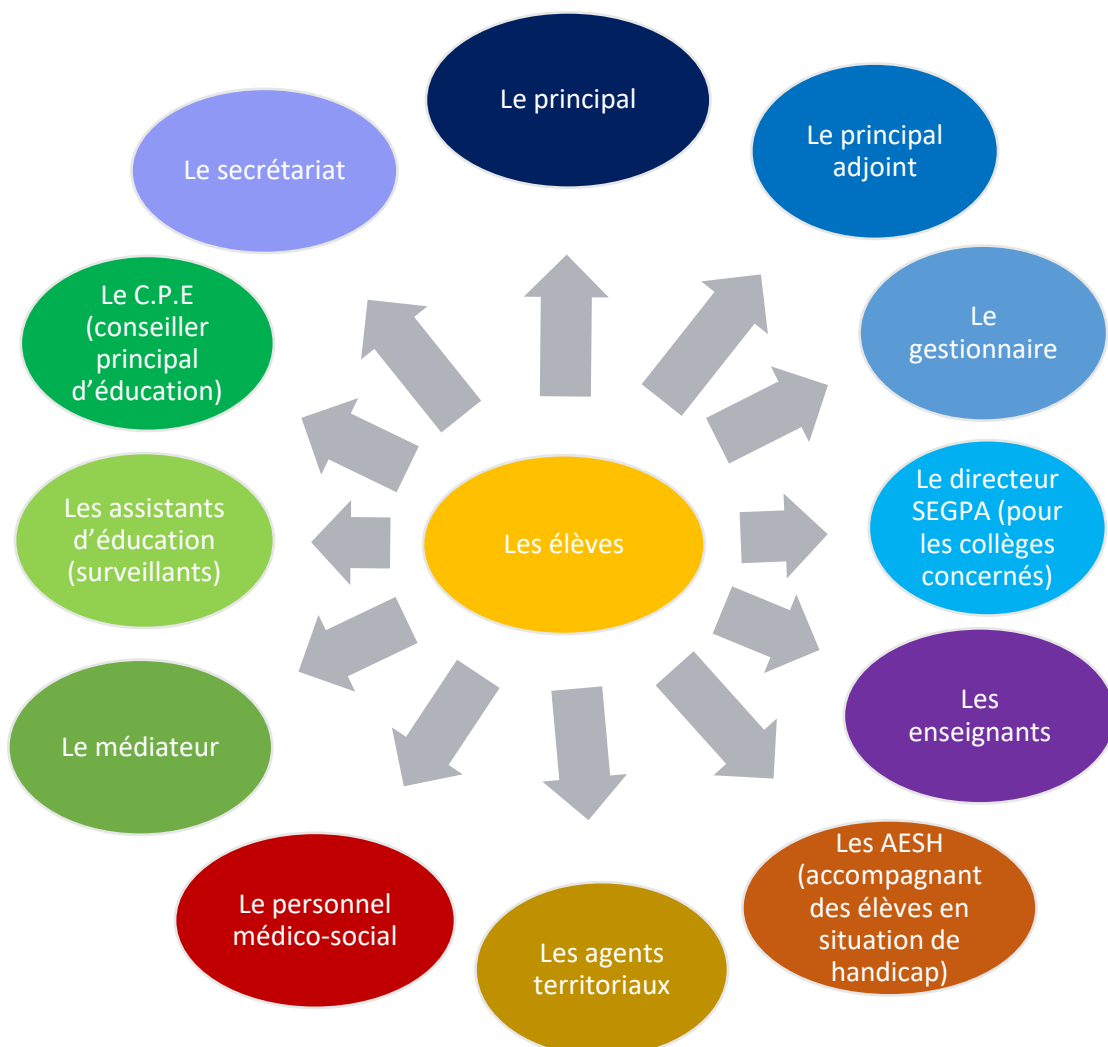 Le principal
Le principal
adjoint
Le
gestionnaire
Le directeur
SEGPA (pour
les collèges
concernés)
Les
enseignants
Les AESH
(accompagnant
des élèves en
situation de
handicap)
Les agents
territoriaux
Le personnel
médico-social
Le médiateur
Les assistants
d’éducation
(surveillants)
Le C.P.E
(conseiller
principal
d’éducation)
Le secrétariat
Les élèves